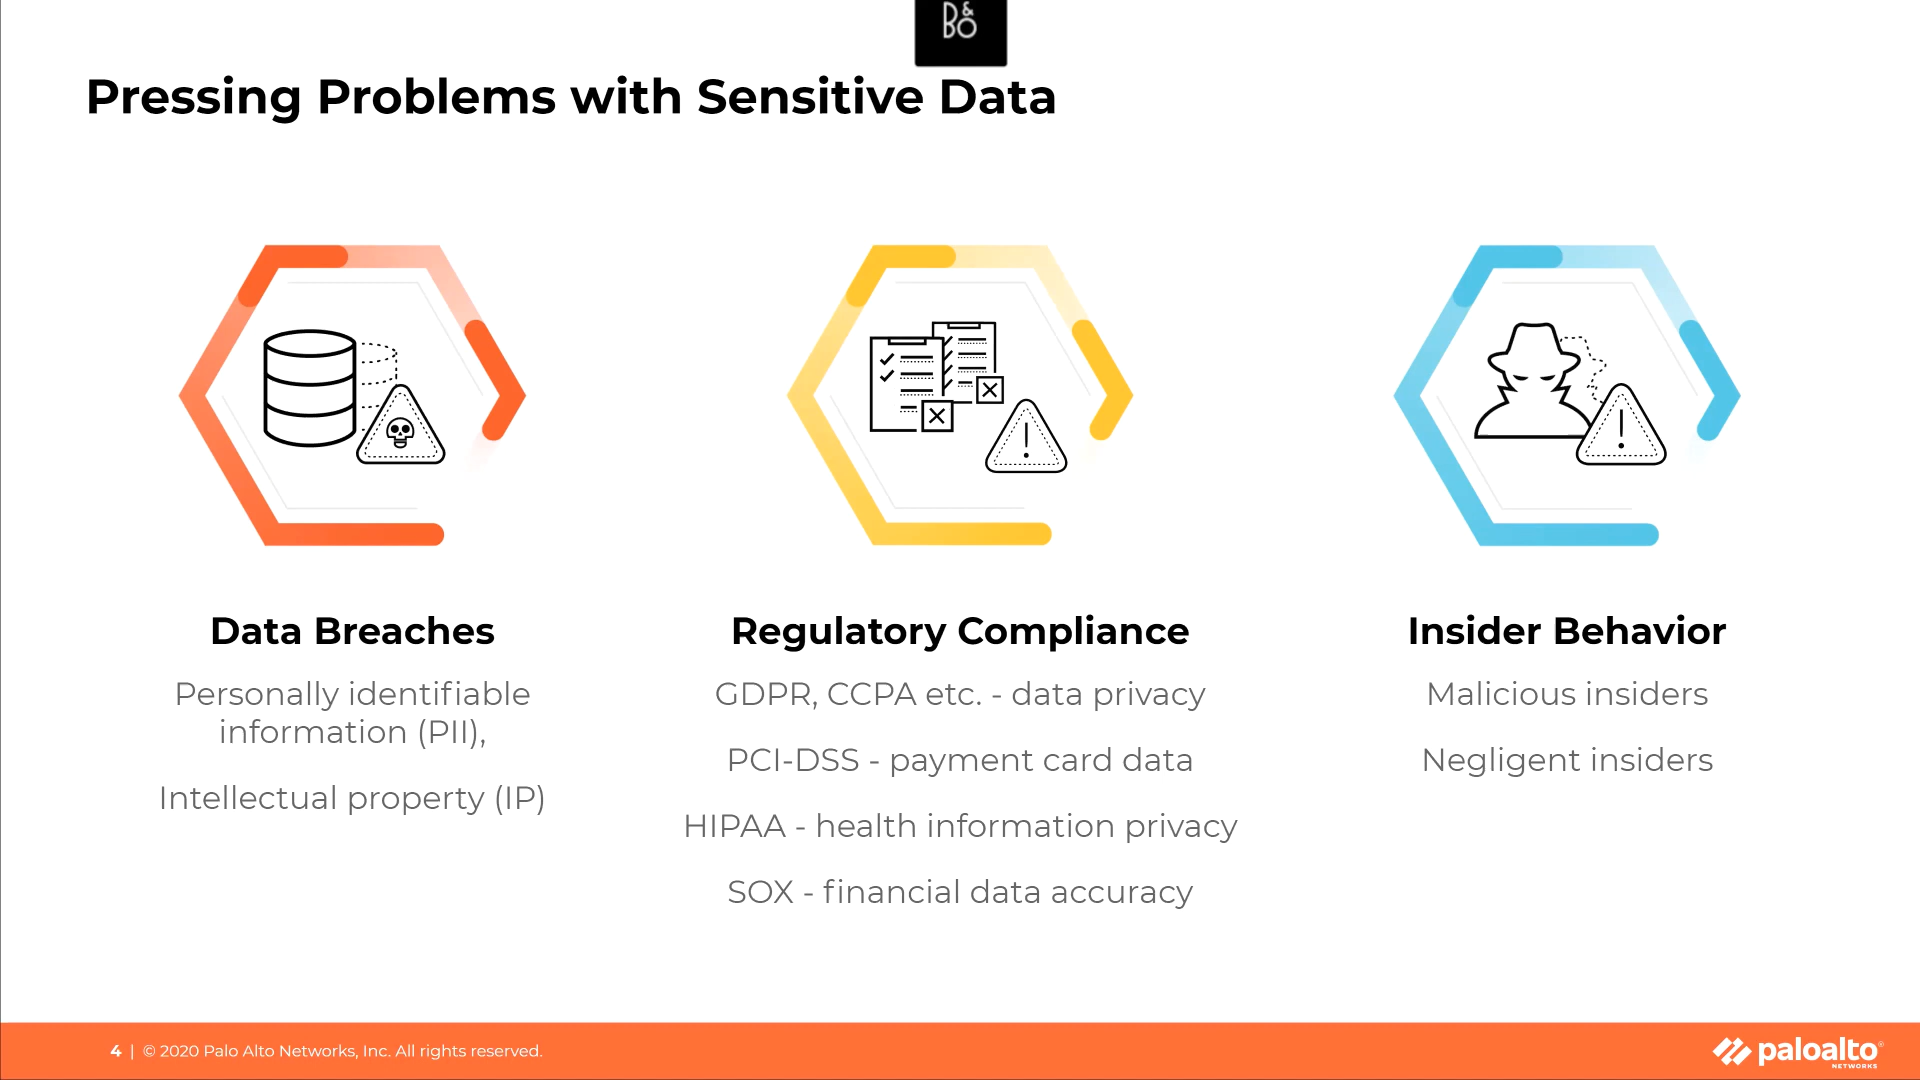 B&O
Pressing Problems with Sensitive Data
Data Breaches
Personally identifiable
information (PII),
Intellectual property (IP)
Regulatory Compliance
GDPR, CCPA etc. - data privacy
PCI-DSS - payment card data
HIPAA - health information privacy
SOX - financial data accuracy
Insider Behavior
Malicious insiders
Negligent insiders
4 | © 2020 Palo Alto Networks, Inc. All rights reserved.
paloalto®
NETWORKS